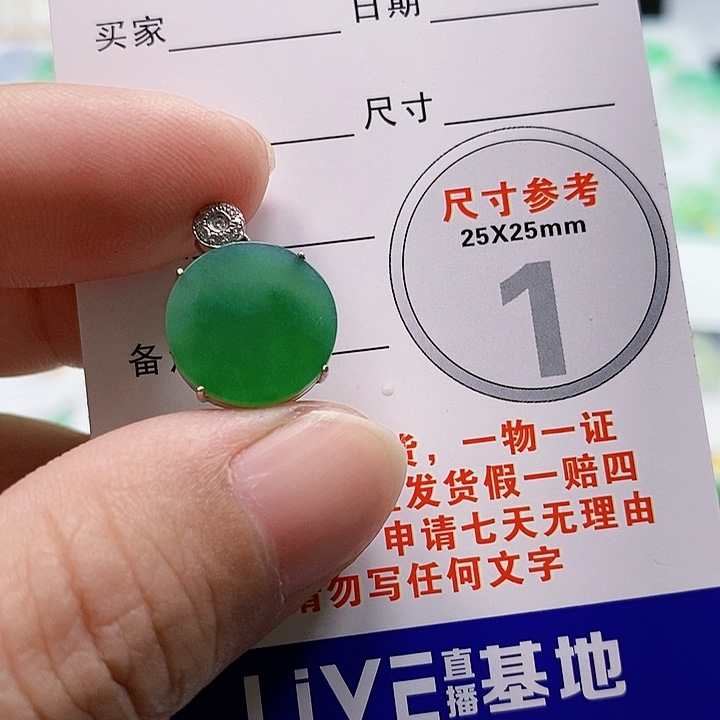 买家
日期
尺寸
尺寸参考
25X25mm
1
备
货，一物一证
发货假一赔四
申请七天无理由
请勿写任何文字
LiVE直播基地